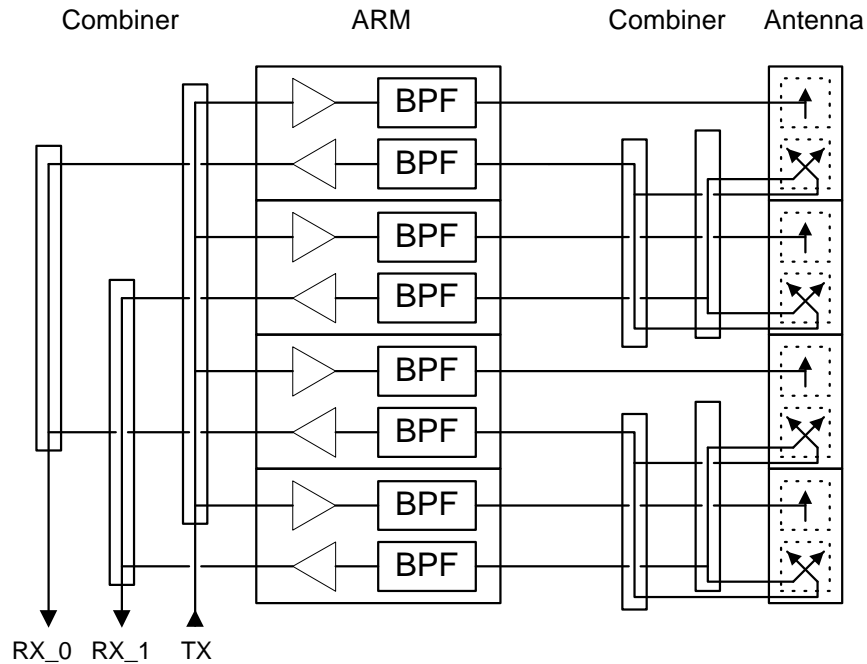 Combiner ARM Combiner Antenna
BPF
BPF
BPF
BPF
BPF
BPF
BPF
BPF
RX_0 RX_1 TX